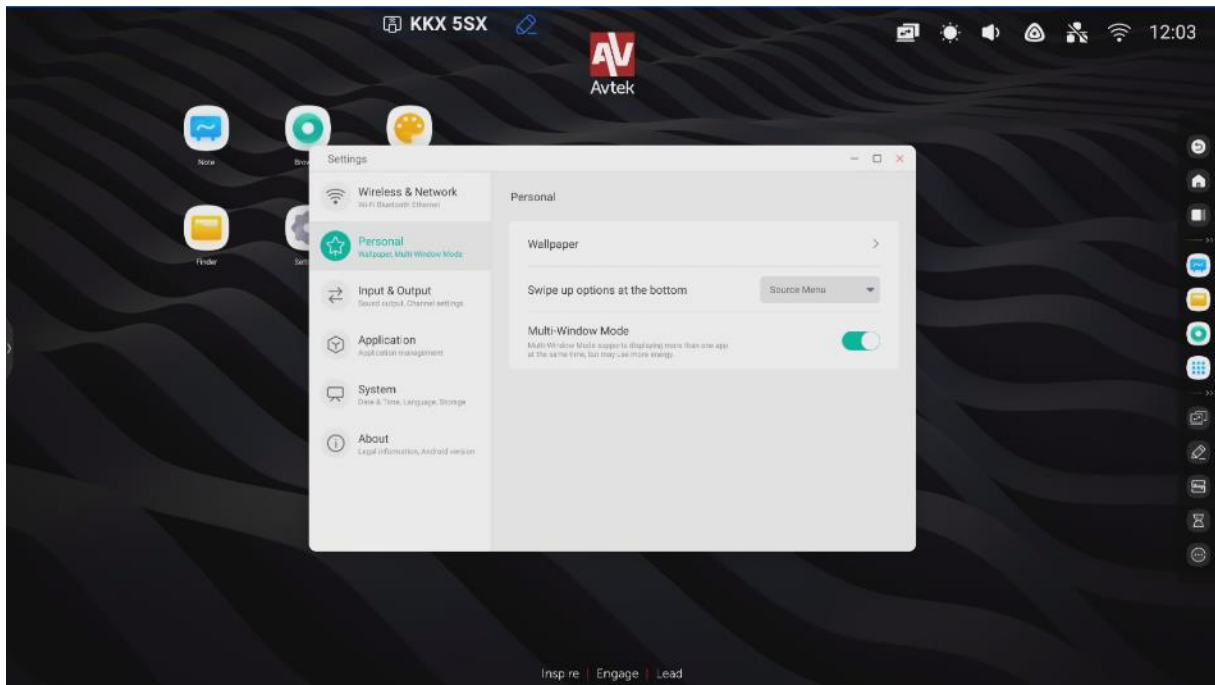 KKX 5SX
12:03
AV
Avtek
Note
Brow
Finder
Sett
Settings
Wireless & Network
Wi-Fi Bluetooth Ethernet
Personal
Wallpaper, Multi Window Mode
Input & Output
Sound output, Channel settings
Application
Application management
System
Date & Time, Language, Storage
About
Legal information, Android version
Personal
Wallpaper
Swipe up options at the bottom
Source Menu
Multi-Window Mode
Multi-Window Mode supports displaying more than one app
at the same time, but may use more energy.
Inspire | Engage | Lead